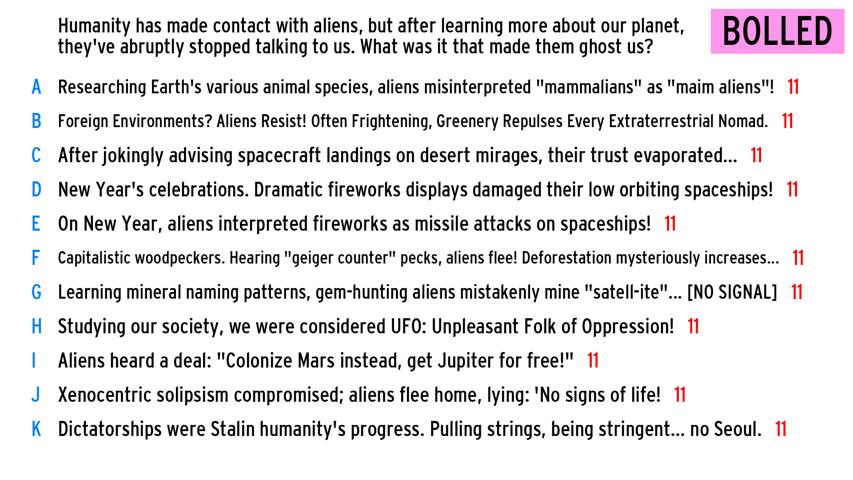 Humanity has made contact with aliens, but after learning more about our planet,
they've abruptly stopped talking to us. What was it that made them ghost us?
BOLLED
A Researching Earth's various animal species, aliens misinterpreted "mammalians" as "maim aliens"! 11
B Foreign Environments? Aliens Resist! Often Frightening, Greenery Repulses Every Extraterrestrial Nomad. 11
C After jokingly advising spacecraft landings on desert mirages, their trust evaporated... 11
D New Year's celebrations. Dramatic fireworks displays damaged their low orbiting spaceships! 11
E On New Year, aliens interpreted fireworks as missile attacks on spaceships! 11
F Capitalistic woodpeckers. Hearing "geiger counter" pecks, aliens flee! Deforestation mysteriously increases... 11
G Learning mineral naming patterns, gem-hunting aliens mistakenly mine "satell-ite"... [NO SIGNAL] 11
H Studying our society, we were considered UFO: Unpleasant Folk of Oppression! 11
I Aliens heard a deal: "Colonize Mars instead, get Jupiter for free!" 11
J Xenocentric solipsism compromised; aliens flee home, lying: 'No signs of life! 11
K Dictatorships were Stalin humanity's progress. Pulling strings, being stringent... no Seoul. 11